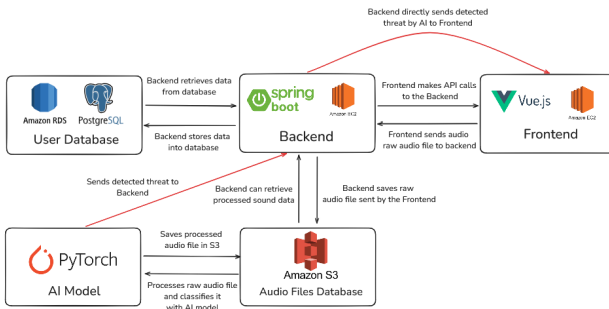 Backend directly sends detected
threat by AI to Frontend
Backend retrieves data
from database
Amazon RDS
PostgreSQL
User Database
Backend stores data
into database
spring
boot
Amazon EC2
Backend
Frontend makes API calls
to the Backend
Frontend sends audio
raw audio file to backend
Vue.js
Amazon EC2
Frontend
Sends detected threat to
Backend
Backend can retrieve
processed sound data
Backend saves raw
audio file sent by the Frontend
PyTorch
AI Model
Saves processed
audio file in S3
Processes raw audio file
and classifies it
with AI model
Amazon S3
Audio Files Database